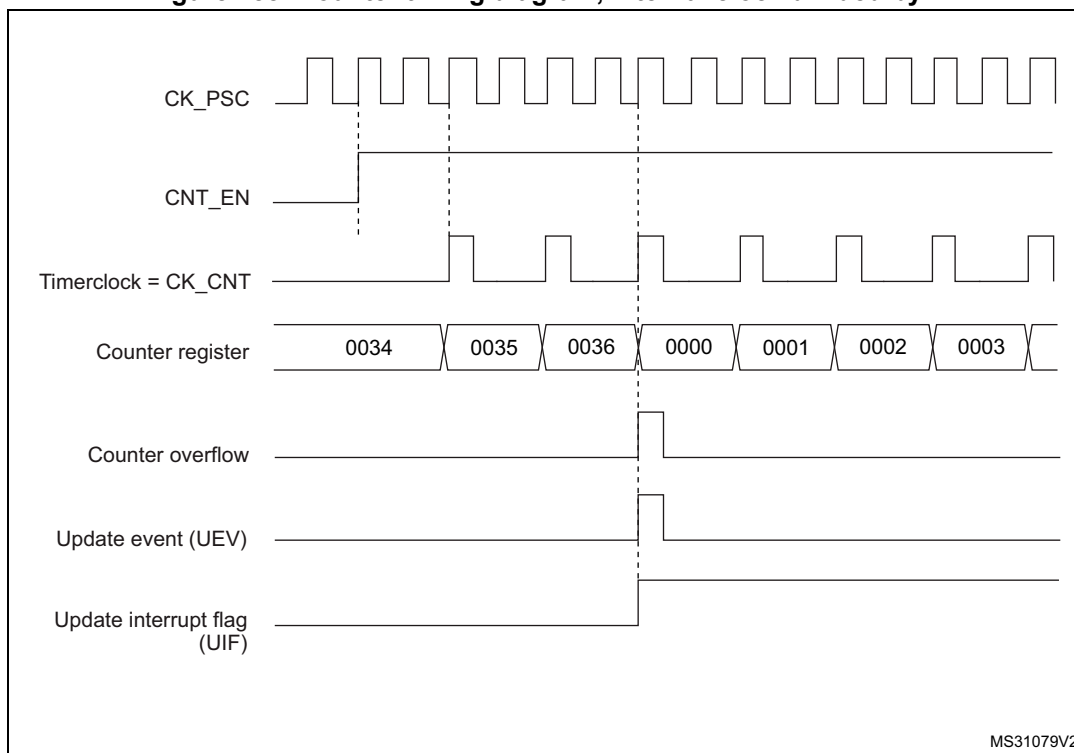 CK_PSC
CNT_EN
Timerclock = CK_CNT
Counter register
0034 0035 0036 0000 0001 0002 0003
Counter overflow
Update event (UEV)
Update interrupt flag
(UIF)
MS31079V2